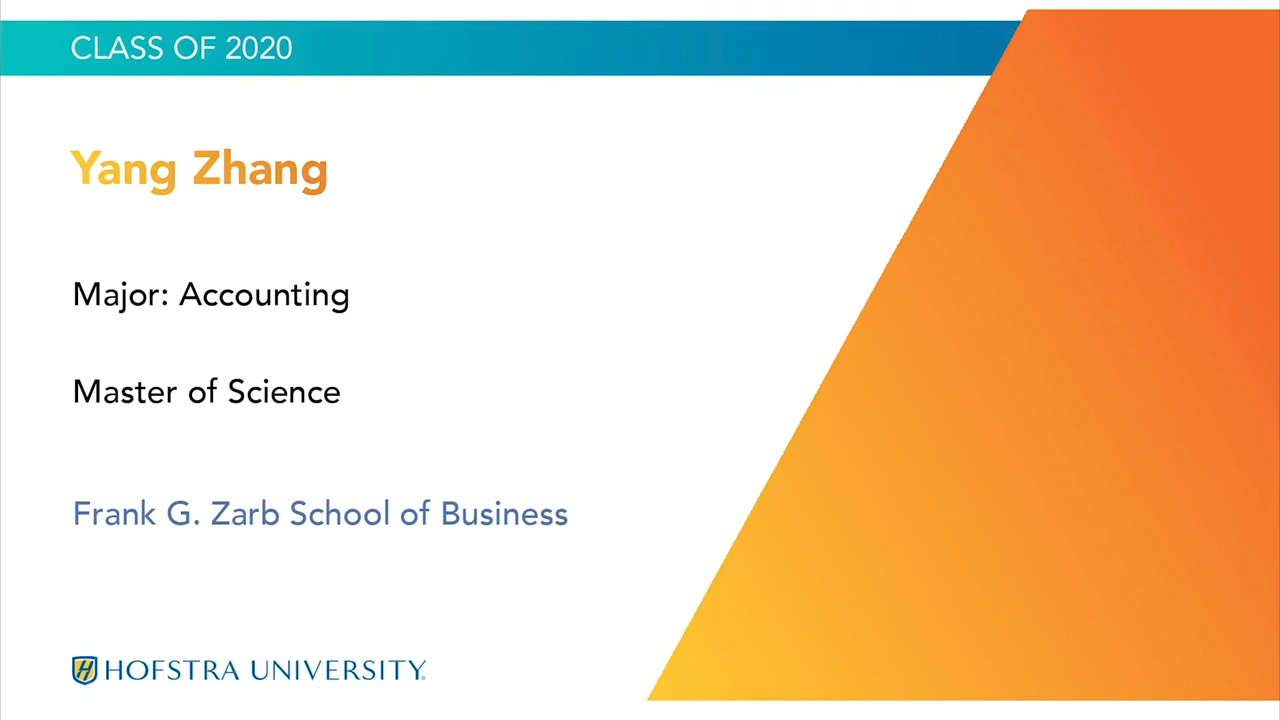 CLASS OF 2020
Yang Zhang
Major: Accounting
Master of Science
Frank G. Zarb School of Business
H HOFSTRA UNIVERSITY®